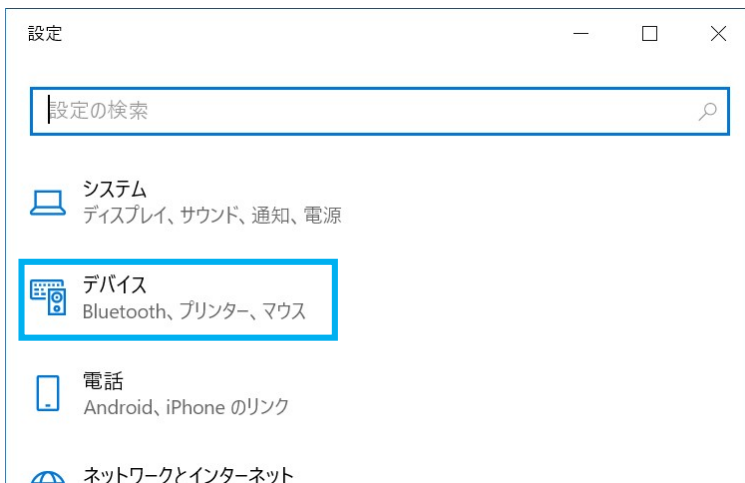 設定
設定の検索
システム
ディスプレイ、サウンド、通知、電源
デバイス
Bluetooth、プリンター、マウス
電話
Android、iPhone のリンク
ネットワークとインターネット